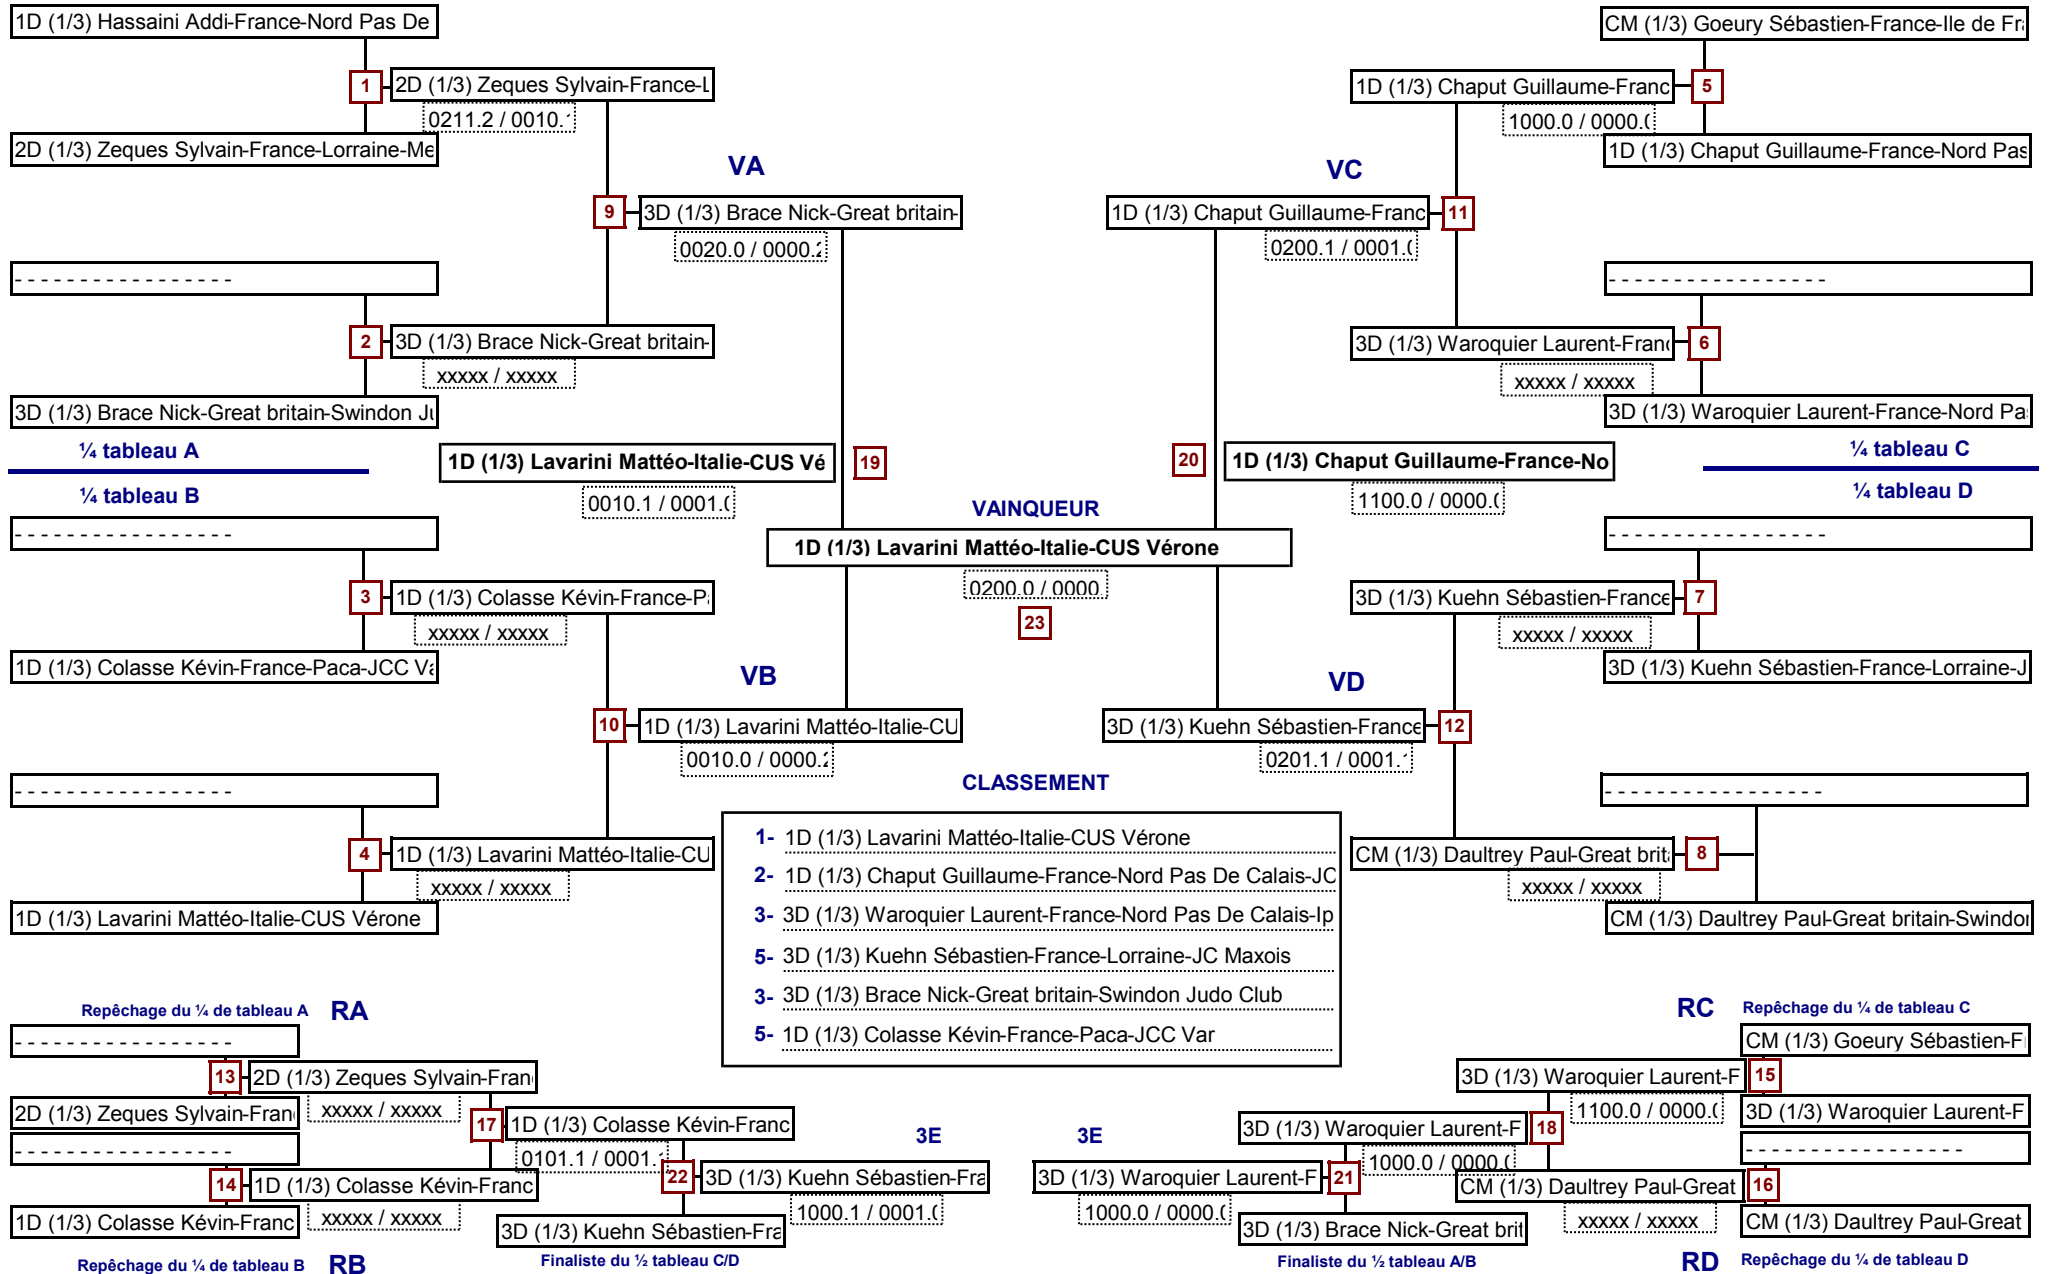 1D (1/3) Hassaini Addi-France-Nord Pas De
1
2D (1/3) Zeques Sylvain-France-L
0211.2 / 0010.
2D (1/3) Zeques Sylvain-France-Lorraine-Me
VA
9
3D (1/3) Brace Nick-Great britain-
0020.0 / 0000.2
- - - - - - - - - - - - - - - - -
2
3D (1/3) Brace Nick-Great britain-
xxxxx / xxxxx
3D (1/3) Brace Nick-Great britain-Swindon Ju
¼ tableau A
¼ tableau B
1D (1/3) Lavarini Mattéo-Italie-CUS Vé
19
0010.1 / 0001.0
- - - - - - - - - - - - - - - - -
3
1D (1/3) Colasse Kévin-France-Pa
xxxxx / xxxxx
1D (1/3) Colasse Kévin-France-Paca-JCC Va
VB
10
1D (1/3) Lavarini Mattéo-Italie-CU
0010.0 / 0000.2
- - - - - - - - - - - - - - - - -
4
1D (1/3) Lavarini Mattéo-Italie-CU
xxxxx / xxxxx
1D (1/3) Lavarini Mattéo-Italie-CUS Vérone
CM (1/3) Goeury Sébastien-France-Ile de Fra
5
1D (1/3) Chaput Guillaume-Franc
1000.0 / 0000.0
1D (1/3) Chaput Guillaume-France-Nord Pas
VC
11
1D (1/3) Chaput Guillaume-Franc
0200.1 / 0001.0
- - - - - - - - - - - - - - - - -
6
3D (1/3) Waroquier Laurent-Franc
xxxxx / xxxxx
3D (1/3) Waroquier Laurent-France-Nord Pas
¼ tableau C
¼ tableau D
20
1D (1/3) Chaput Guillaume-France-No
1100.0 / 0000.0
- - - - - - - - - - - - - - - - -
7
3D (1/3) Kuehn Sébastien-France
xxxxx / xxxxx
3D (1/3) Kuehn Sébastien-France-Lorraine-J
VD
12
3D (1/3) Kuehn Sébastien-France
0201.1 / 0001.
- - - - - - - - - - - - - - - - -
8
CM (1/3) Daultrey Paul-Great brita
xxxxx / xxxxx
CM (1/3) Daultrey Paul-Great britain-Swindon
VAINQUEUR
1D (1/3) Lavarini Mattéo-Italie-CUS Vérone
0200.0 / 0000.
23
CLASSEMENT
1- 1D (1/3) Lavarini Mattéo-Italie-CUS Vérone
2- 1D (1/3) Chaput Guillaume-France-Nord Pas De Calais-JC
3- 3D (1/3) Waroquier Laurent-France-Nord Pas De Calais-Ip
5- 3D (1/3) Kuehn Sébastien-France-Lorraine-JC Maxois
3- 3D (1/3) Brace Nick-Great britain-Swindon Judo Club
5- 1D (1/3) Colasse Kévin-France-Paca-JCC Var
Repêchage du ¼ de tableau A RA
- - - - - - - - - - - - - - - - -
13
2D (1/3) Zeques Sylvain-Fran
xxxxx / xxxxx
2D (1/3) Zeques Sylvain-Fran
- - - - - - - - - - - - - - - - -
14
1D (1/3) Colasse Kévin-Franc
xxxxx / xxxxx
1D (1/3) Colasse Kévin-Franc
Repêchage du ¼ de tableau B RB
17
1D (1/3) Colasse Kévin-Franc
0101.1 / 0001.
22
3D (1/3) Kuehn Sébastien-Fra
1000.1 / 0001.0
3D (1/3) Kuehn Sébastien-Fra
Finaliste du ½ tableau C/D
3E
3E
RC Repêchage du ¼ de tableau C
CM (1/3) Goeury Sébastien-F
15
3D (1/3) Waroquier Laurent-F
1100.0 / 0000.0
3D (1/3) Waroquier Laurent-F
- - - - - - - - - - - - - - - - -
16
CM (1/3) Daultrey Paul-Great
xxxxx / xxxxx
CM (1/3) Daultrey Paul-Great
RD Repêchage du ¼ de tableau D
18
3D (1/3) Waroquier Laurent-F
1000.0 / 0000.0
21
3D (1/3) Waroquier Laurent-F
1000.0 / 0000.0
3D (1/3) Brace Nick-Great brit
Finaliste du ½ tableau A/B